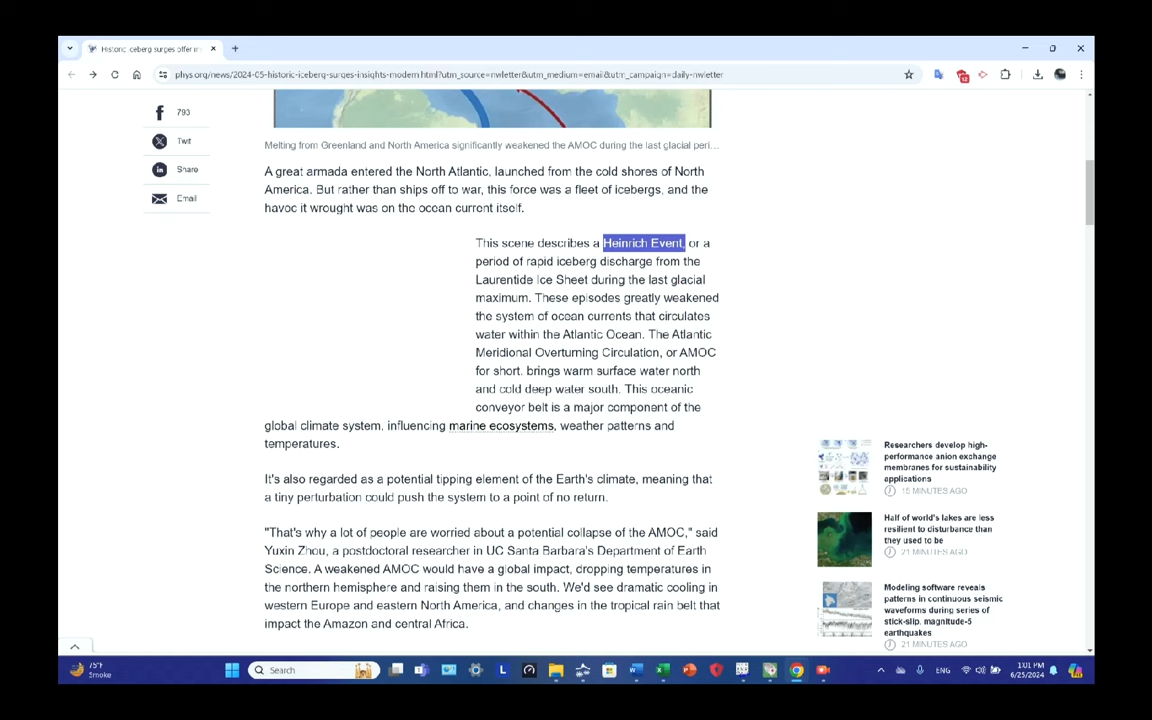 Historic iceberg surges offer in
phys.org/news/2024-05-historic-iceberg-surges-insights-modern.html?utm_source=nwletter&utm_medium=email&utm_campaign=daily-nwletter
12
793
Twit
Share
Email
Melting from Greenland and North America significantly weakened the AMOC during the last glacial peri...
A great armada entered the North Atlantic, launched from the cold shores of North
America. But rather than ships off to war, this force was a fleet of icebergs, and the
havoc it wrought was on the ocean current itself.
This scene describes a Heinrich Event, or a
period of rapid iceberg discharge from the
Laurentide Ice Sheet during the last glacial
maximum. These episodes greatly weakened
the system of ocean currents that circulates
water within the Atlantic Ocean. The Atlantic
Meridional Overturning Circulation, or AMOC
for short, brings warm surface water north
and cold deep water south. This oceanic
conveyor belt is a major component of the
global climate system, influencing marine ecosystems, weather patterns and
temperatures.
It's also regarded as a potential tipping element of the Earth's climate, meaning that
a tiny perturbation could push the system to a point of no return.
"That's why a lot of people are worried about a potential collapse of the AMOC," said
Yuxin Zhou, a postdoctoral researcher in UC Santa Barbara's Department of Earth
Science. A weakened AMOC would have a global impact, dropping temperatures in
the northern hemisphere and raising them in the south. We'd see dramatic cooling in
western Europe and eastern North America, and changes in the tropical rain belt that
impact the Amazon and central Africa.
Researchers develop high-
performance anion exchange
membranes for sustainability
applications
15 MINUTES AGO
Half of world's lakes are less
resilient to disturbance than
they used to be
21 MINUTES AGO
Modeling software reveals
patterns in continuous seismic
waveforms during series of
stick-slip, magnitude-5
earthquakes
21 MINUTES AGO
75°F
Smoke
Search
ENG
1:01 PM
6/25/2024